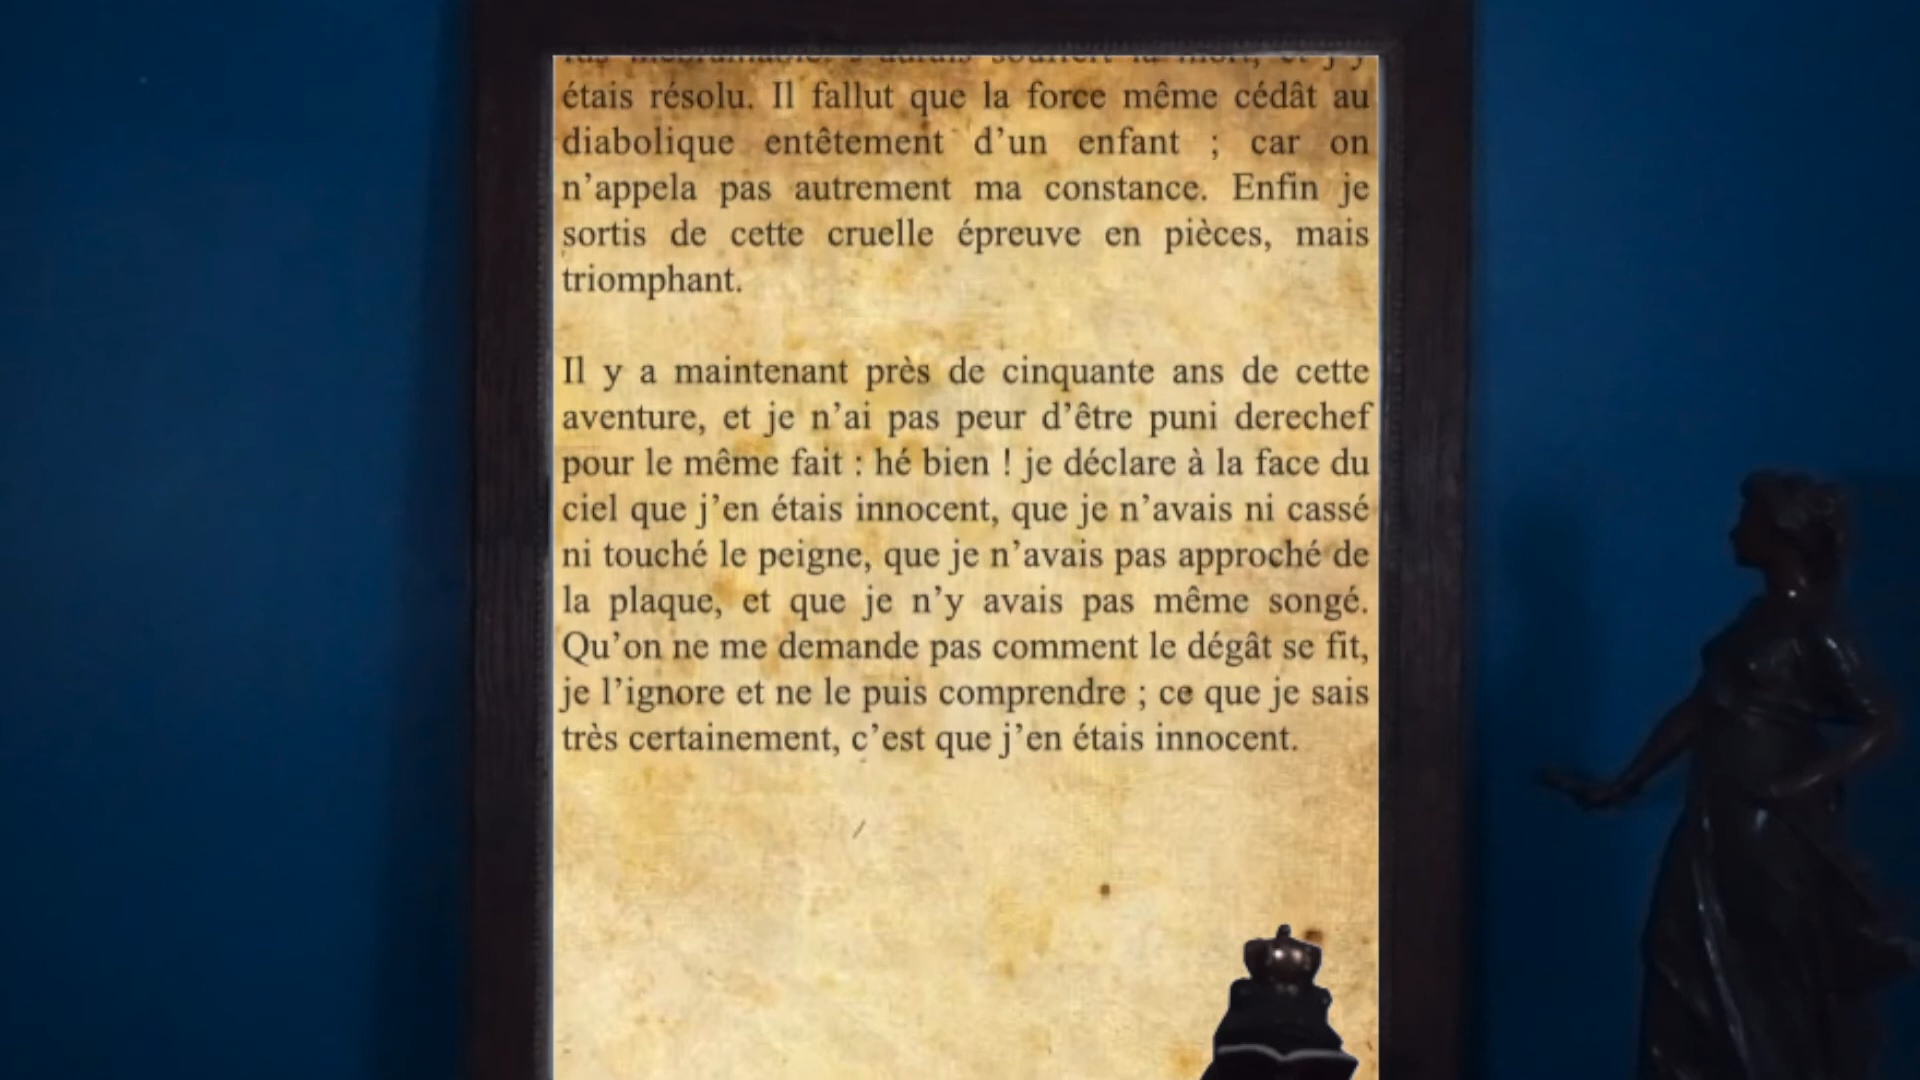 étais résolu. Il fallut que la force même cédât au
diabolique entêtement d’un enfant ; car on
n’appela pas autrement ma constance. Enfin je
sortis de cette cruelle épreuve en pièces, mais
triomphant.
Il y a maintenant près de cinquante ans de cette
aventure, et je n’ai pas peur d’être puni derechef
pour le même fait : hé bien ! je déclare à la face du
ciel que j’en étais innocent, que je n’avais ni cassé
ni touché le peigne, que je n’avais pas approché de
la plaque, et que je n’y avais pas même songé.
Qu’on ne me demande pas comment le dégât se fit,
je l’ignore et ne le puis comprendre ; ce que je sais
très certainement, c’est que j’en étais innocent.